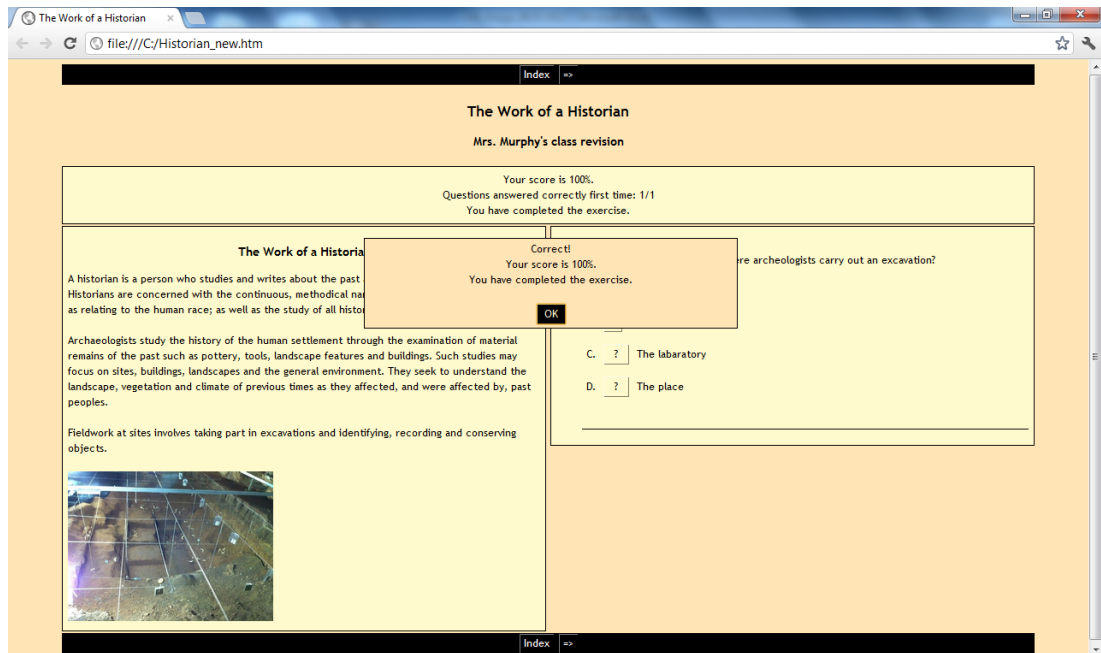 The Work of a Historian
file:///C:/Historian_new.htm
Index =>
The Work of a Historian
Mrs. Murphy's class revision
Your score is 100%.
Questions answered correctly first time: 1/1
You have completed the exercise.
The Work of a Historia
A historian is a person who studies and writes about the past
Historians are concerned with the continuous, methodical
as relating to the human race; as well as the study of all
Archaeologists study the history of the human settlement through the examination of material
remains of the past such as pottery, tools, landscape features and buildings. Such studies may
focus on sites, buildings, landscapes and the general environment. They seek to understand the
landscape, vegetation and climate of previous times as they affected, and were affected by, past
peoples.
Fieldwork at sites involves taking part in excavations and identifying, recording and conserving
objects.
Correct!
Your score is 100%.
You have completed the exercise.
OK
archeologists carry out an excavation?
C. ? The labaratory
D. ? The place
Index =>